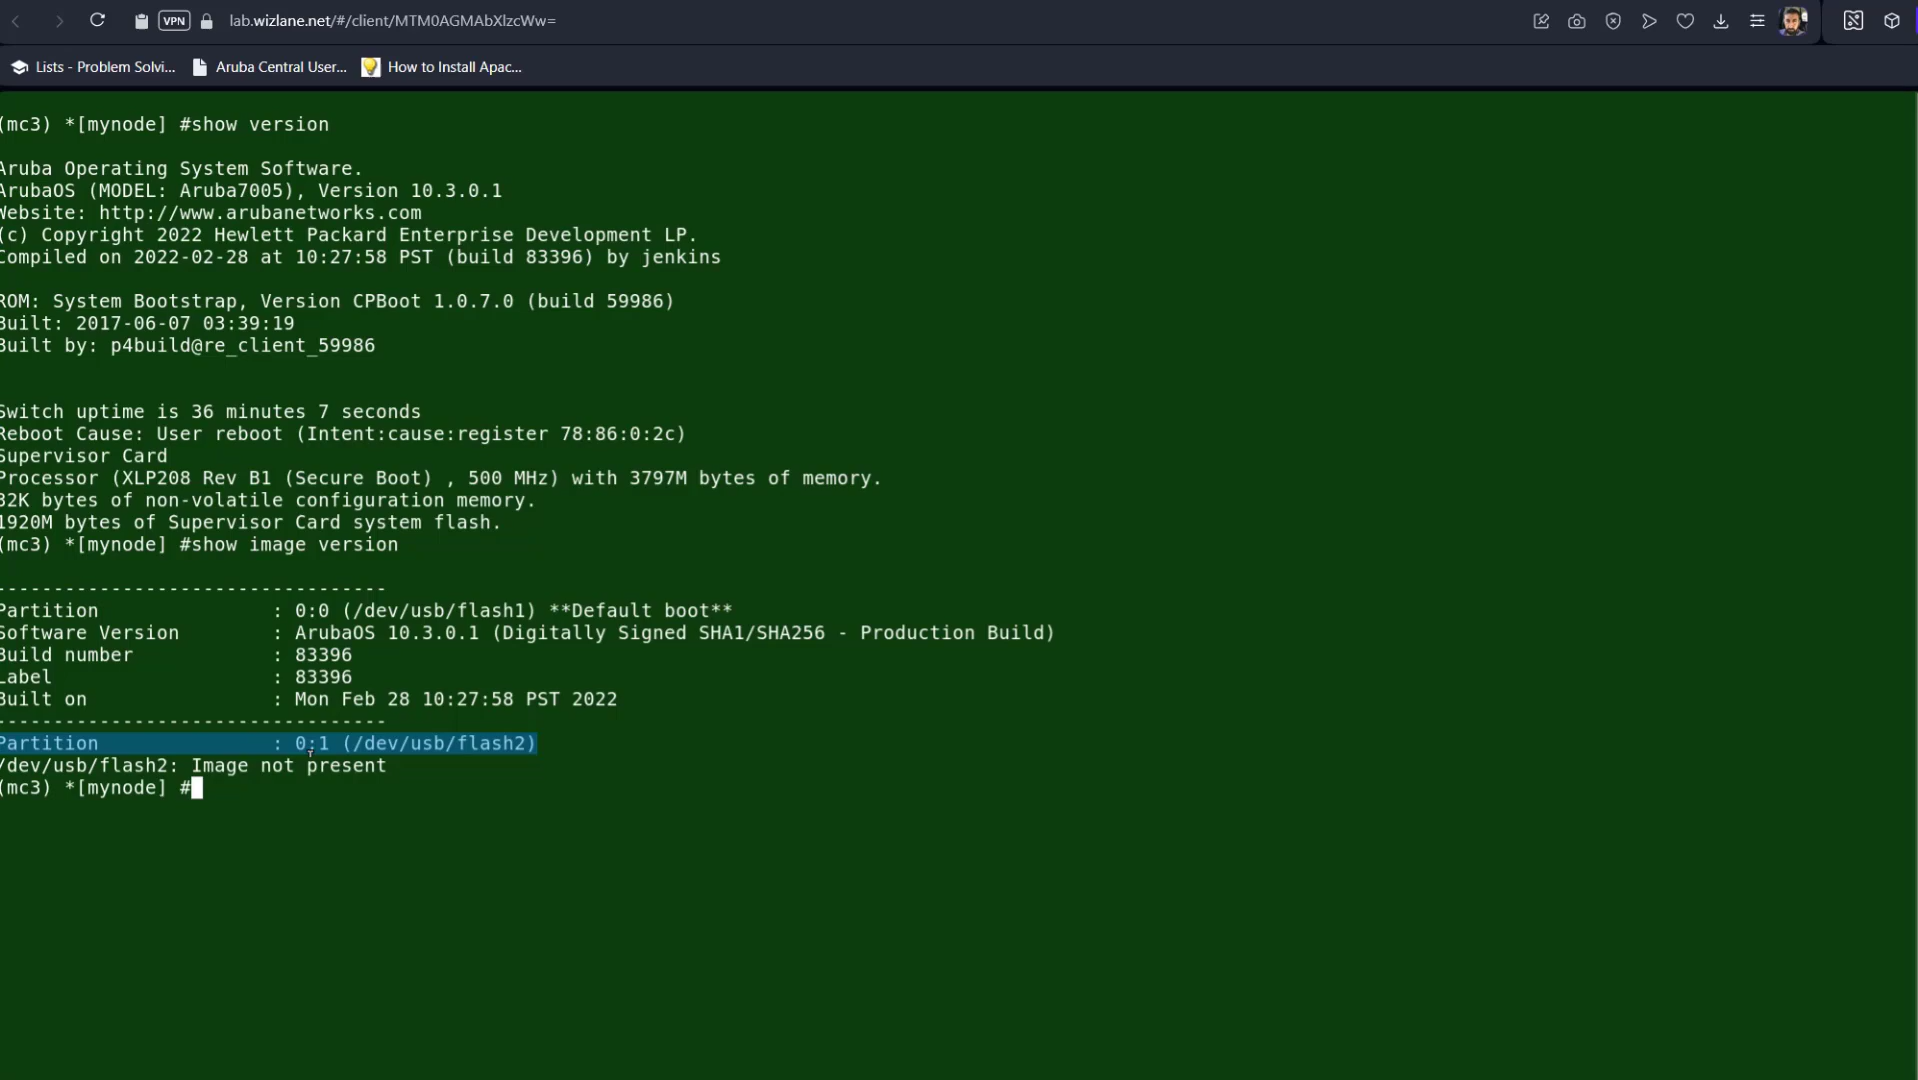 VPN lab.wizlane.net/#/client/MTM0AGMAbXlzcWw=
Lists - Problem Solvi... Aruba Central User... How to Install Apac...
(mc3) *[mynode] #show version
Aruba Operating System Software.
ArubaOS (MODEL: Aruba7005), Version 10.3.0.1
Website: http://www.arubanetworks.com
(c) Copyright 2022 Hewlett Packard Enterprise Development LP.
Compiled on 2022-02-28 at 10:27:58 PST (build 83396) by jenkins
ROM: System Bootstrap, Version CPBoot 1.0.7.0 (build 59986)
Built: 2017-06-07 03:39:19
Built by: p4build@re_client_59986
Switch uptime is 36 minutes 7 seconds
Reboot Cause: User reboot (Intent:cause:register 78:86:0:2c)
Supervisor Card
Processor (XLP208 Rev B1 (Secure Boot) , 500 MHz) with 3797M bytes of memory.
32K bytes of non-volatile configuration memory.
1920M bytes of Supervisor Card system flash.
(mc3) *[mynode] #show image version
----------------------------------
Partition : 0:0 (/dev/usb/flash1) **Default boot**
Software Version : ArubaOS 10.3.0.1 (Digitally Signed SHA1/SHA256 - Production Build)
Build number : 83396
Label : 83396
Built on : Mon Feb 28 10:27:58 PST 2022
----------------------------------
Partition : 0:1 (/dev/usb/flash2)
/dev/usb/flash2: Image not present
(mc3) *[mynode] #